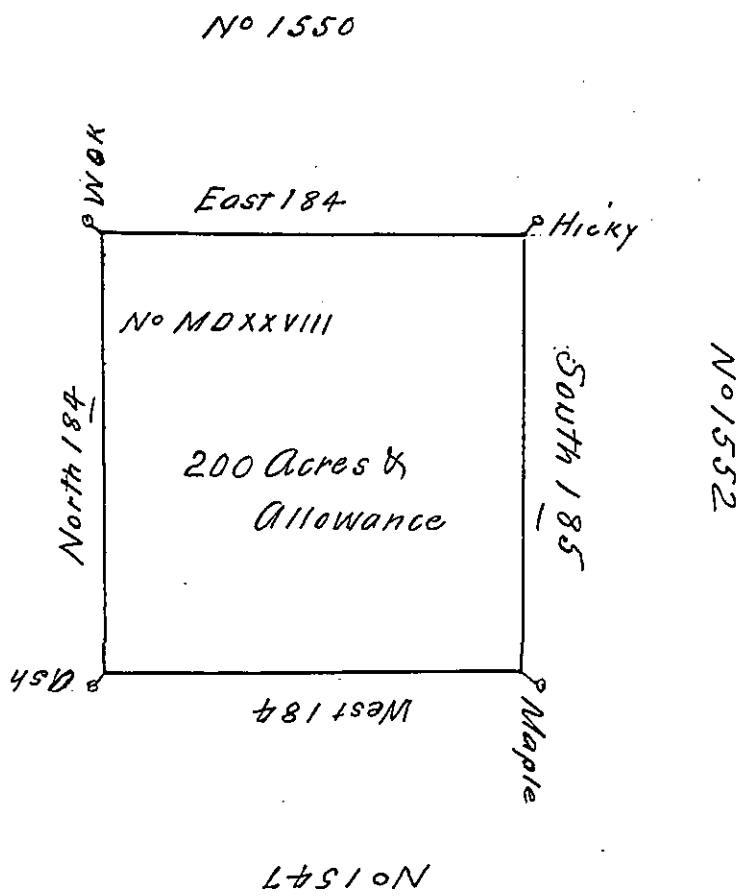 No 1550
W OK
East 184
Hicky
No MDXXVIII
North 184
South 185
No 1552
200 Acres &
Allowance
Ash
West 184
Maple
No 1547